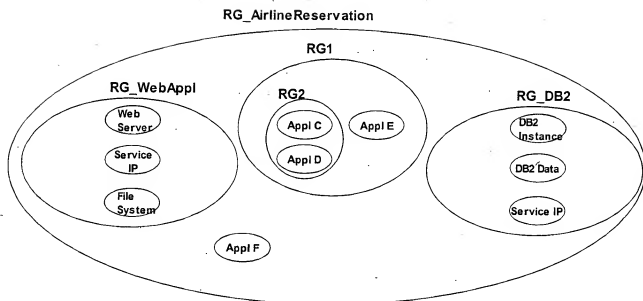 RG_AirlineReservation
RG1
RG_WebAppl
RG2
RG_DB2
Web
Server
Appl C
Appl E
DB2
Instance
Service
IP
Appl D
DB2 Data
File
System
Service IP
Appl F